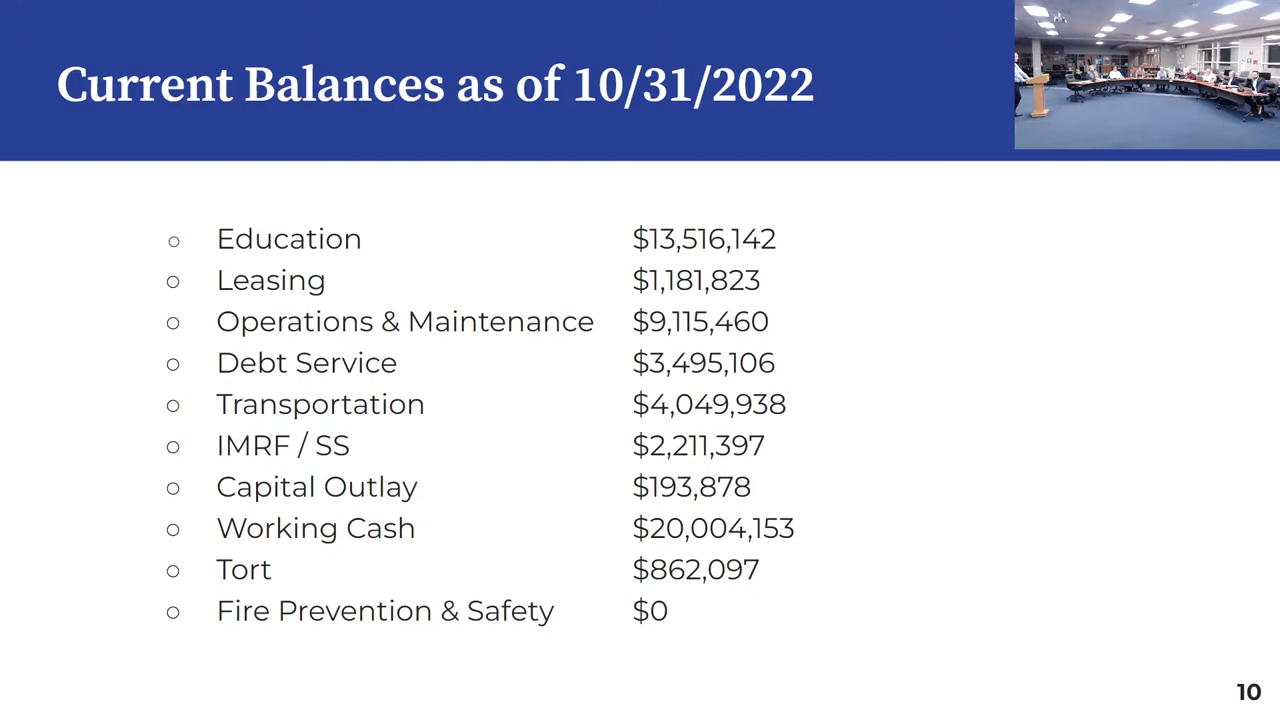 Current Balances as of 10/31/2022
○ Education $13,516,142
○ Leasing $1,181,823
○ Operations & Maintenance $9,115,460
○ Debt Service $3,495,106
○ Transportation $4,049,938
○ IMRF / SS $2,211,397
○ Capital Outlay $193,878
○ Working Cash $20,004,153
○ Tort $862,097
○ Fire Prevention & Safety $0
10